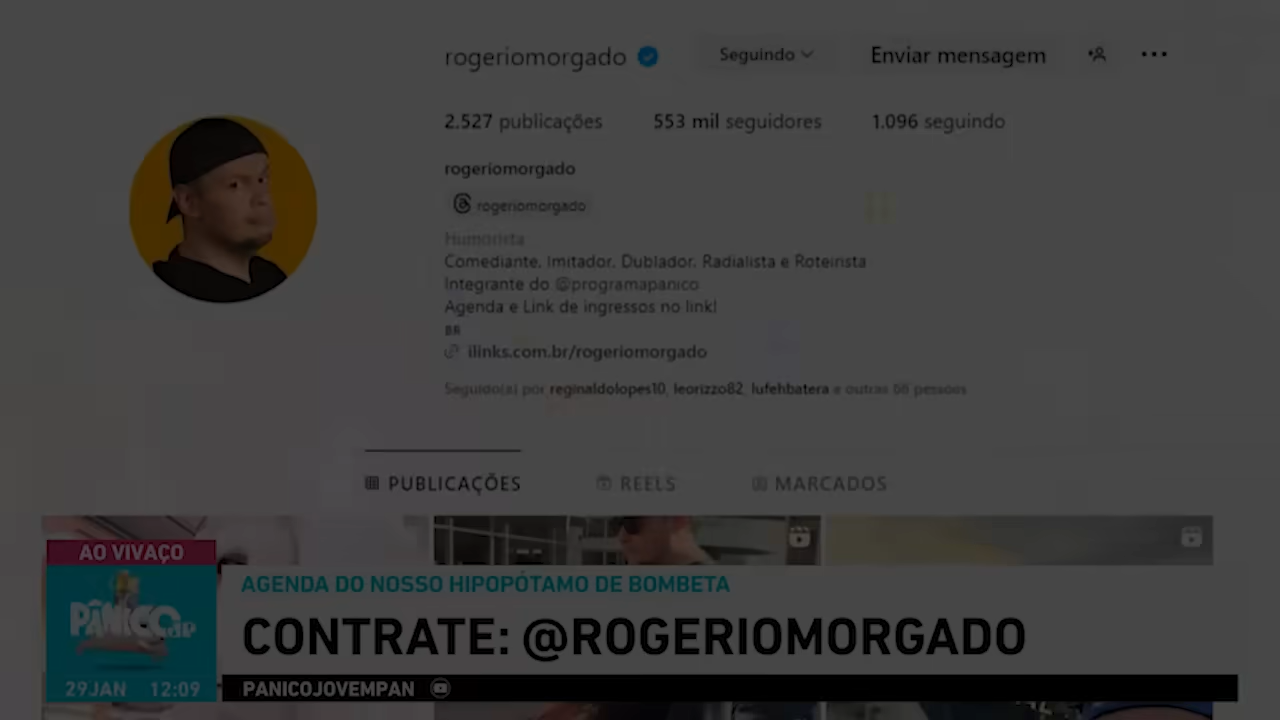 rogeriomorgado
Seguindo
Enviar mensagem
2.527 publicações
553 mil seguidores
1.096 seguindo
rogeriomorgado
rogeriomorgado
Humorista
Comediante, Imitador, Dublador, Radialista e Roteirista
Integrante do @programapanico
Agenda e Link de ingressos no link!
BR
ilinks.com.br/rogeriomorgado
Seguido(a) por reginaldolopes10, leorizzo82, lufehbatera e outras 66 pessoas
PUBLICAÇÕES
REELS
MARCADOS
AO VIVAÇO
AGENDA DO NOSSO HIPOPÓTAMO DE BOMBETA
PÂNICO
CONTRATE: @ROGERIOMORGADO
29JAN 12:09
PANICOJOVEMPAN